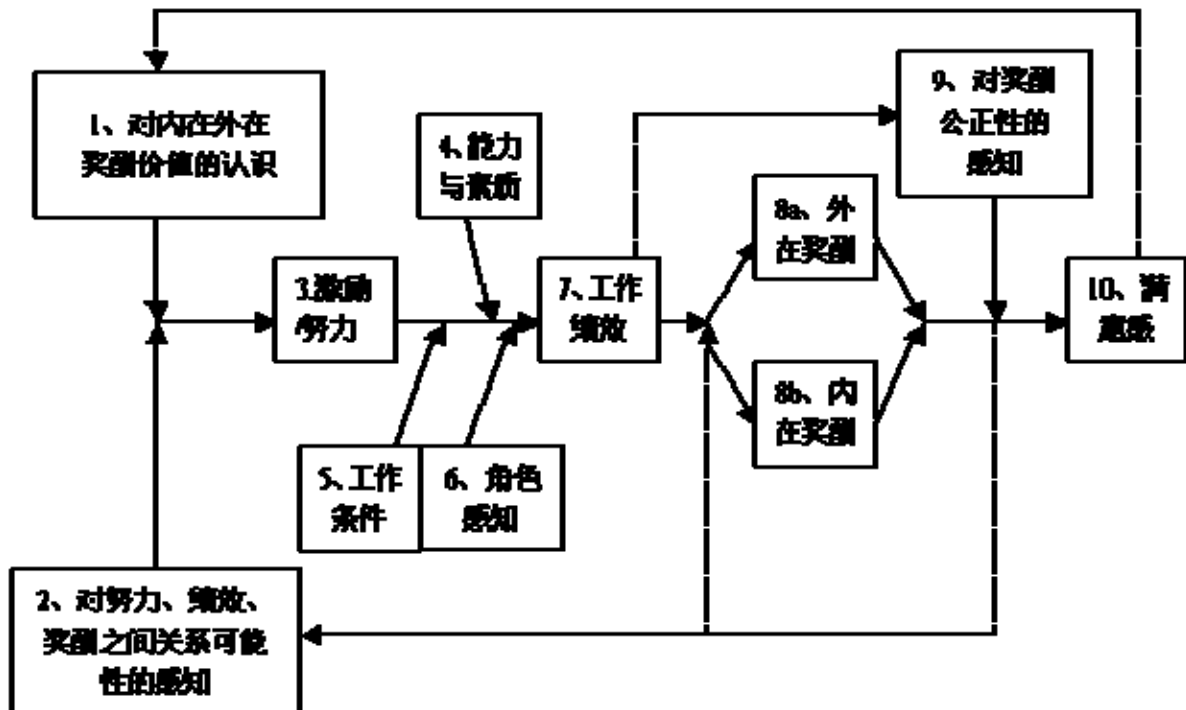 1、对内在外在
奖酬价值的认识
4、能力
与素质
9、对奖酬
公正性的
感知
8a、外
在奖酬
3.激励
/努力
7、工作
绩效
10、满
意感
8b、内
在奖酬
5、工作
条件
6、角色
感知
2、对努力、绩效、
奖酬之间关系可能
性的感知